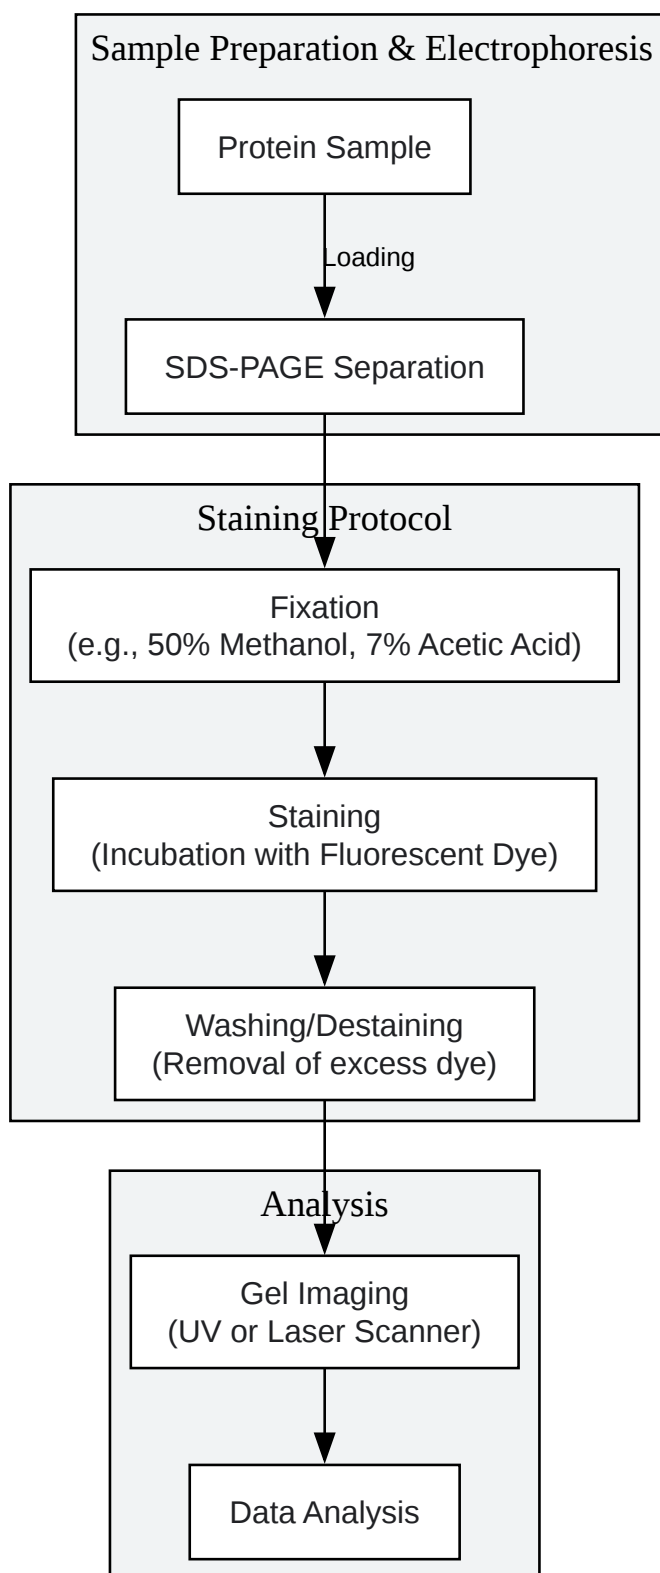 Sample Preparation & Electrophoresis
Protein Sample
Loading
SDS-PAGE Separation
Staining Protocol
Fixation
(e.g., 50% Methanol, 7% Acetic Acid)
Staining
(Incubation with Fluorescent Dye)
Washing/Destaining
(Removal of excess dye)
Analysis
Gel Imaging
(UV or Laser Scanner)
Data Analysis